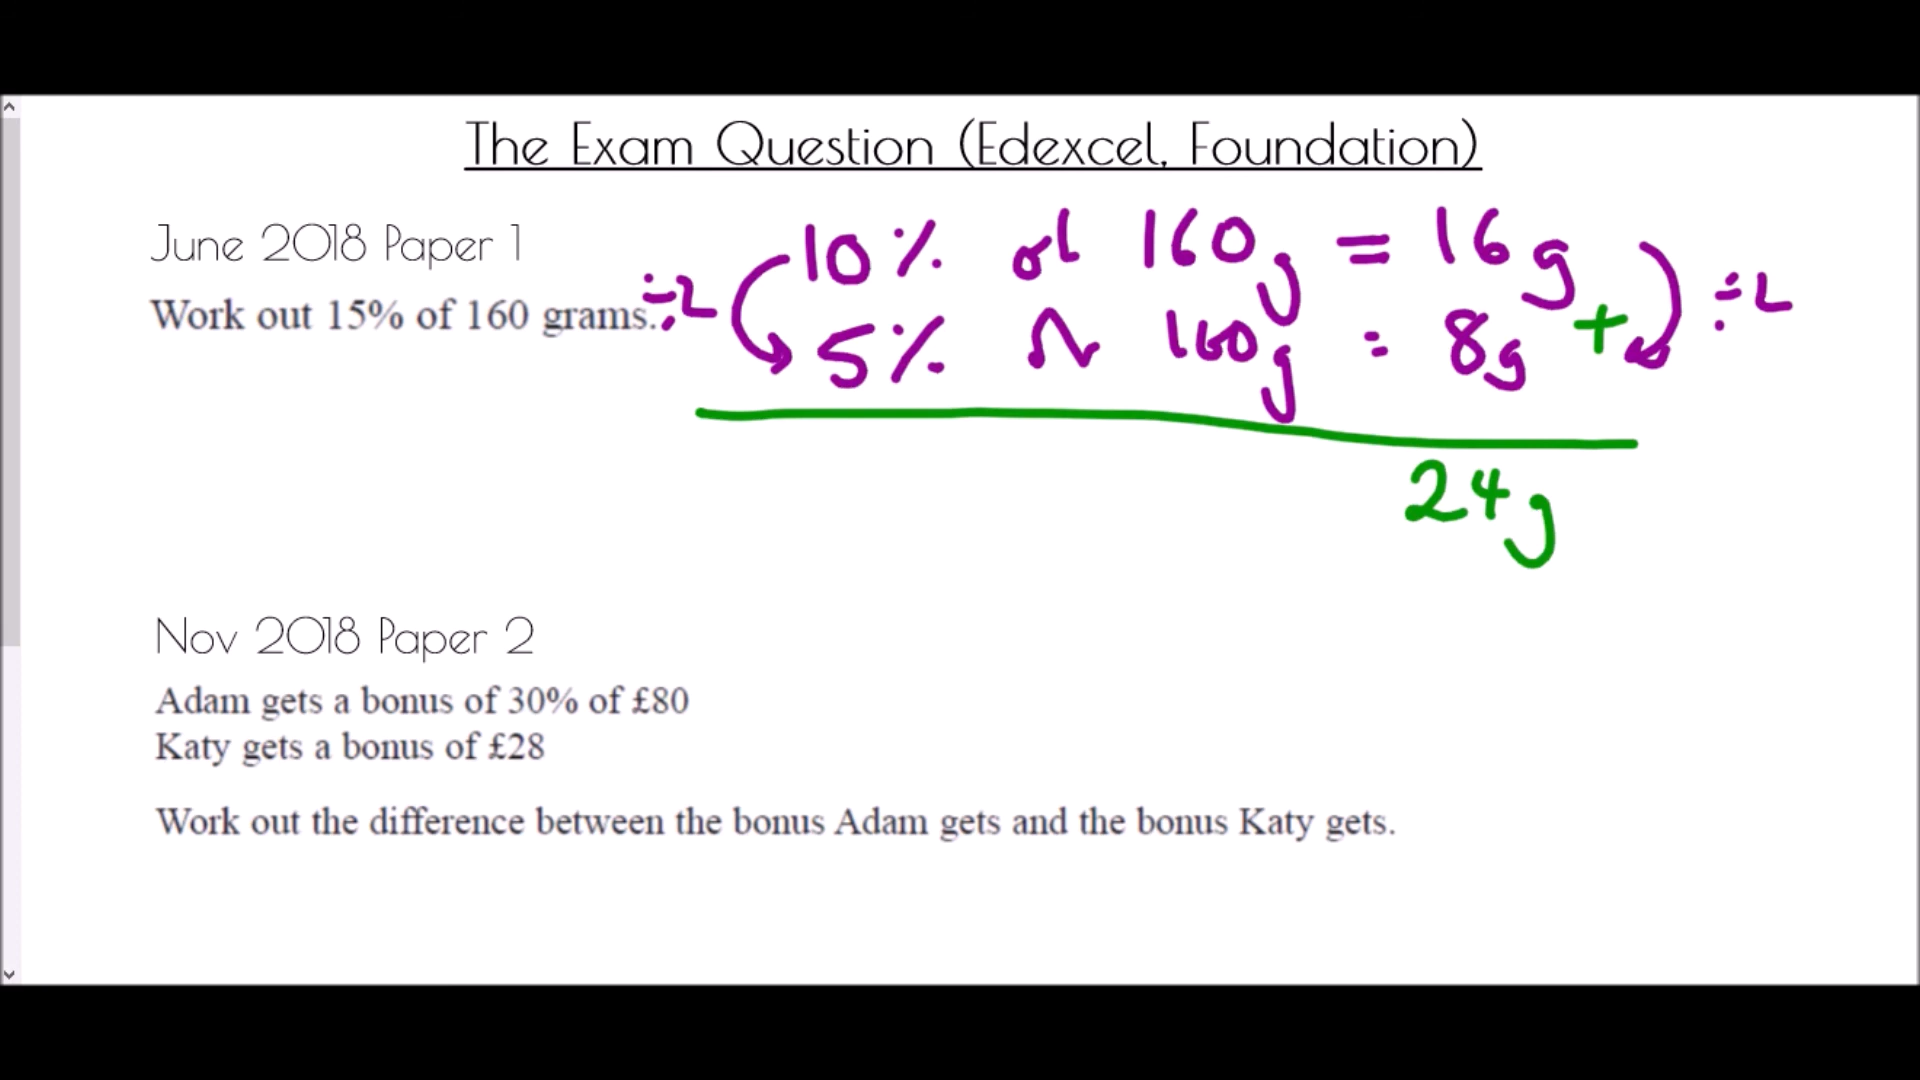 The Exam Question (Edexcel, Foundation)
June 2018 Paper 1
Work out 15% of 160 grams.
÷2 10% of 160g = 16g ÷2
5% 160g = 8g +
24g
Nov 2018 Paper 2
Adam gets a bonus of 30% of £80
Katy gets a bonus of £28
Work out the difference between the bonus Adam gets and the bonus Katy gets.